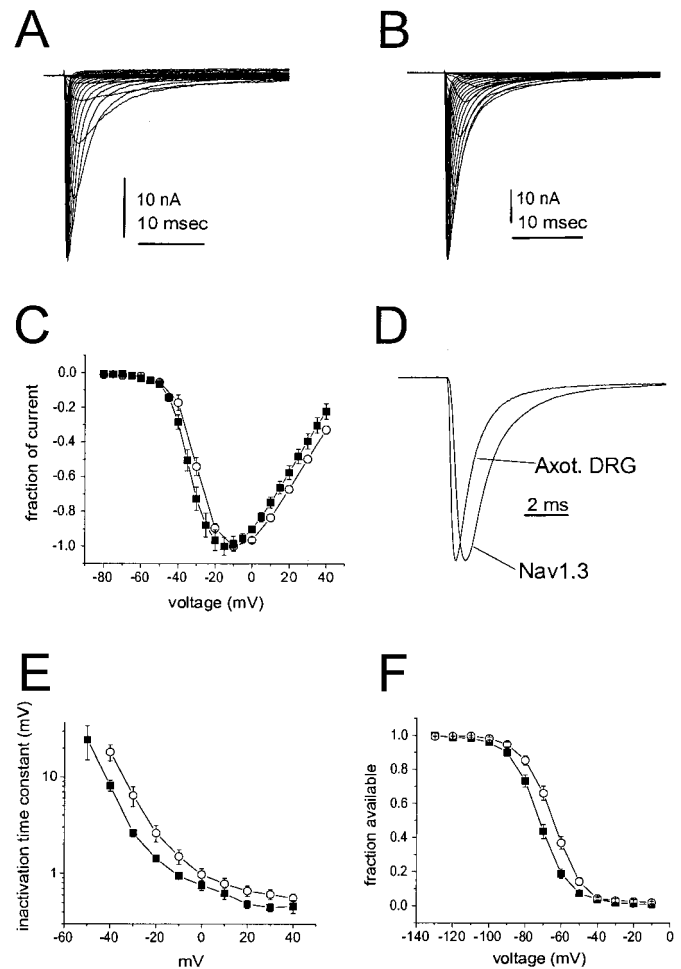 A
B
10 nA
10 msec
10 nA
10 msec
C
D
fraction of current
0.0
-0.2
-0.4
-0.6
-0.8
-1.0
-80 -60 -40 -20 0 20 40
voltage (mV)
Axot. DRG
2 ms
Nav1.3
E
F
inactivation time constant (mV)
10
1
-60 -40 -20 0 20 40
mV
fraction available
1.0
0.8
0.6
0.4
0.2
0.0
-140 -120 -100 -80 -60 -40 -20 0
voltage (mV)